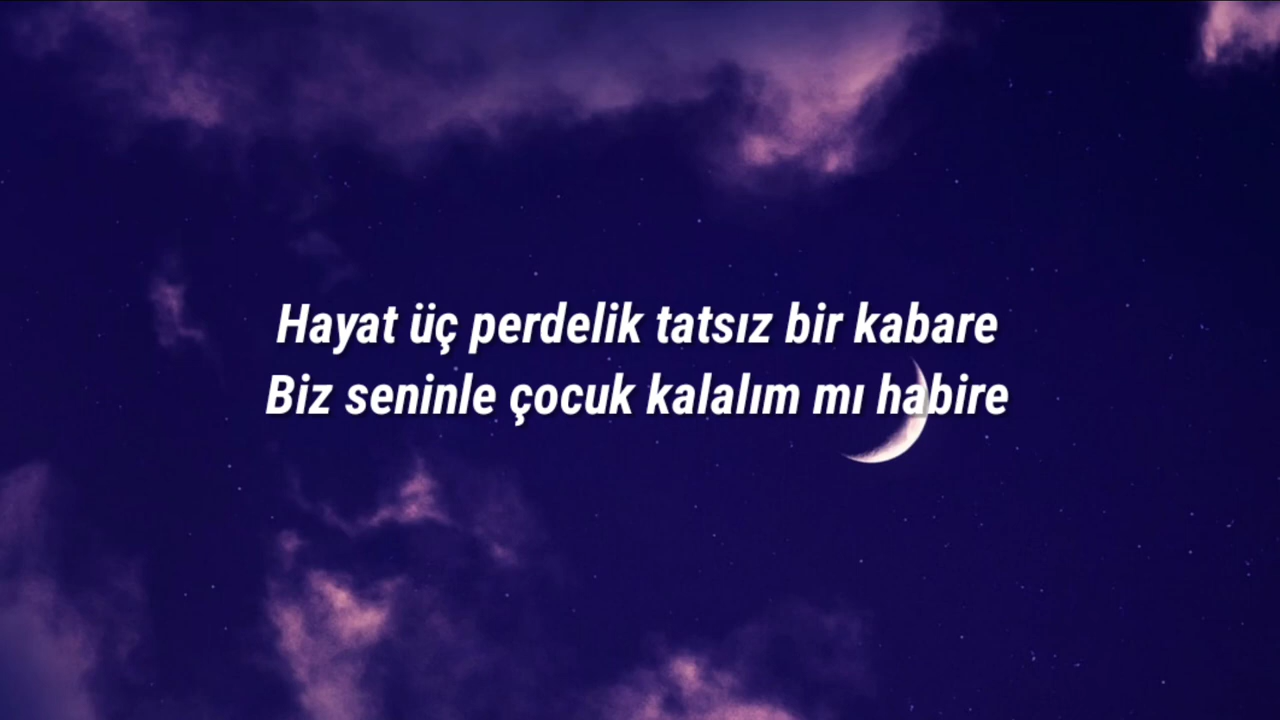 Hayat üç perdelik tatsız bir kabare
Biz seninle çocuk kalalım mı habire